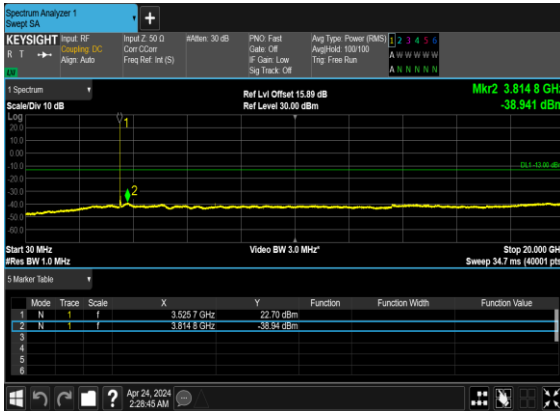 Spectrum Analyzer 1
Swept SA
+
KEYSIGHT
R T
Input: RF
Coupling: DC
Align: Auto
Input Z: 50 Ω
Corr CCorr
Freq Ref: Int (S)
#Atten: 30 dB
PNO: Fast
Gate: Off
IF Gain: Low
Sig Track: Off
Avg Type: Power (RMS)
Avg|Hold: 100/100
Trig: Free Run
1 2 3 4 5 6
A W W W W W
A N N N N N
1 Spectrum
Scale/Div 10 dB
Ref Lvl Offset 15.89 dB
Ref Level 30.00 dBm
Mkr2 3.814 8 GHz
-38.941 dBm
Log
20.0
10.0
0.00
-10.0
-20.0
-30.0
-40.0
-50.0
-60.0
1
2
DL1 -13.00 dBm
Start 30 MHz
#Res BW 1.0 MHz
Video BW 3.0 MHz*
Stop 20.000 GHz
Sweep 34.7 ms (40001 pts)
5 Marker Table
Mode Trace Scale X Y Function Function Width Function Value
1 N 1 f 3.525 7 GHz 22.70 dBm
2 N 1 f 3.814 8 GHz -38.94 dBm
3
4
5
6
?
Apr 24, 2024
2:28:45 AM